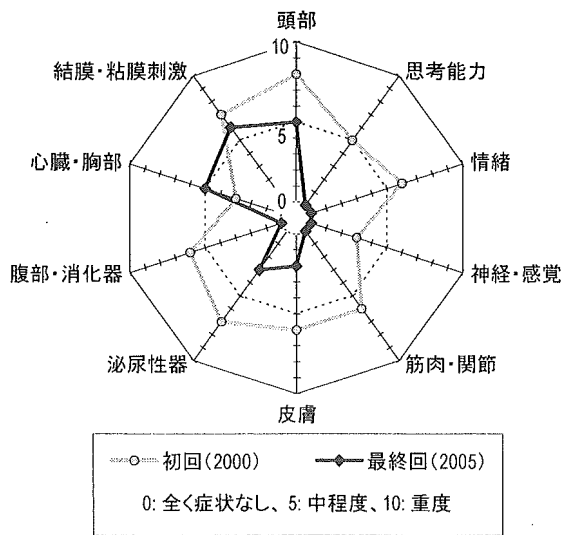 頭部
10
結膜・粘膜刺激
思考能力
5
心臓・胸部
情緒
0
腹部・消化器
神経・感覚
泌尿性器
筋肉・関節
皮膚
初回(2000) 最終回(2005)
0: 全く症状なし、5: 中程度、10: 重度